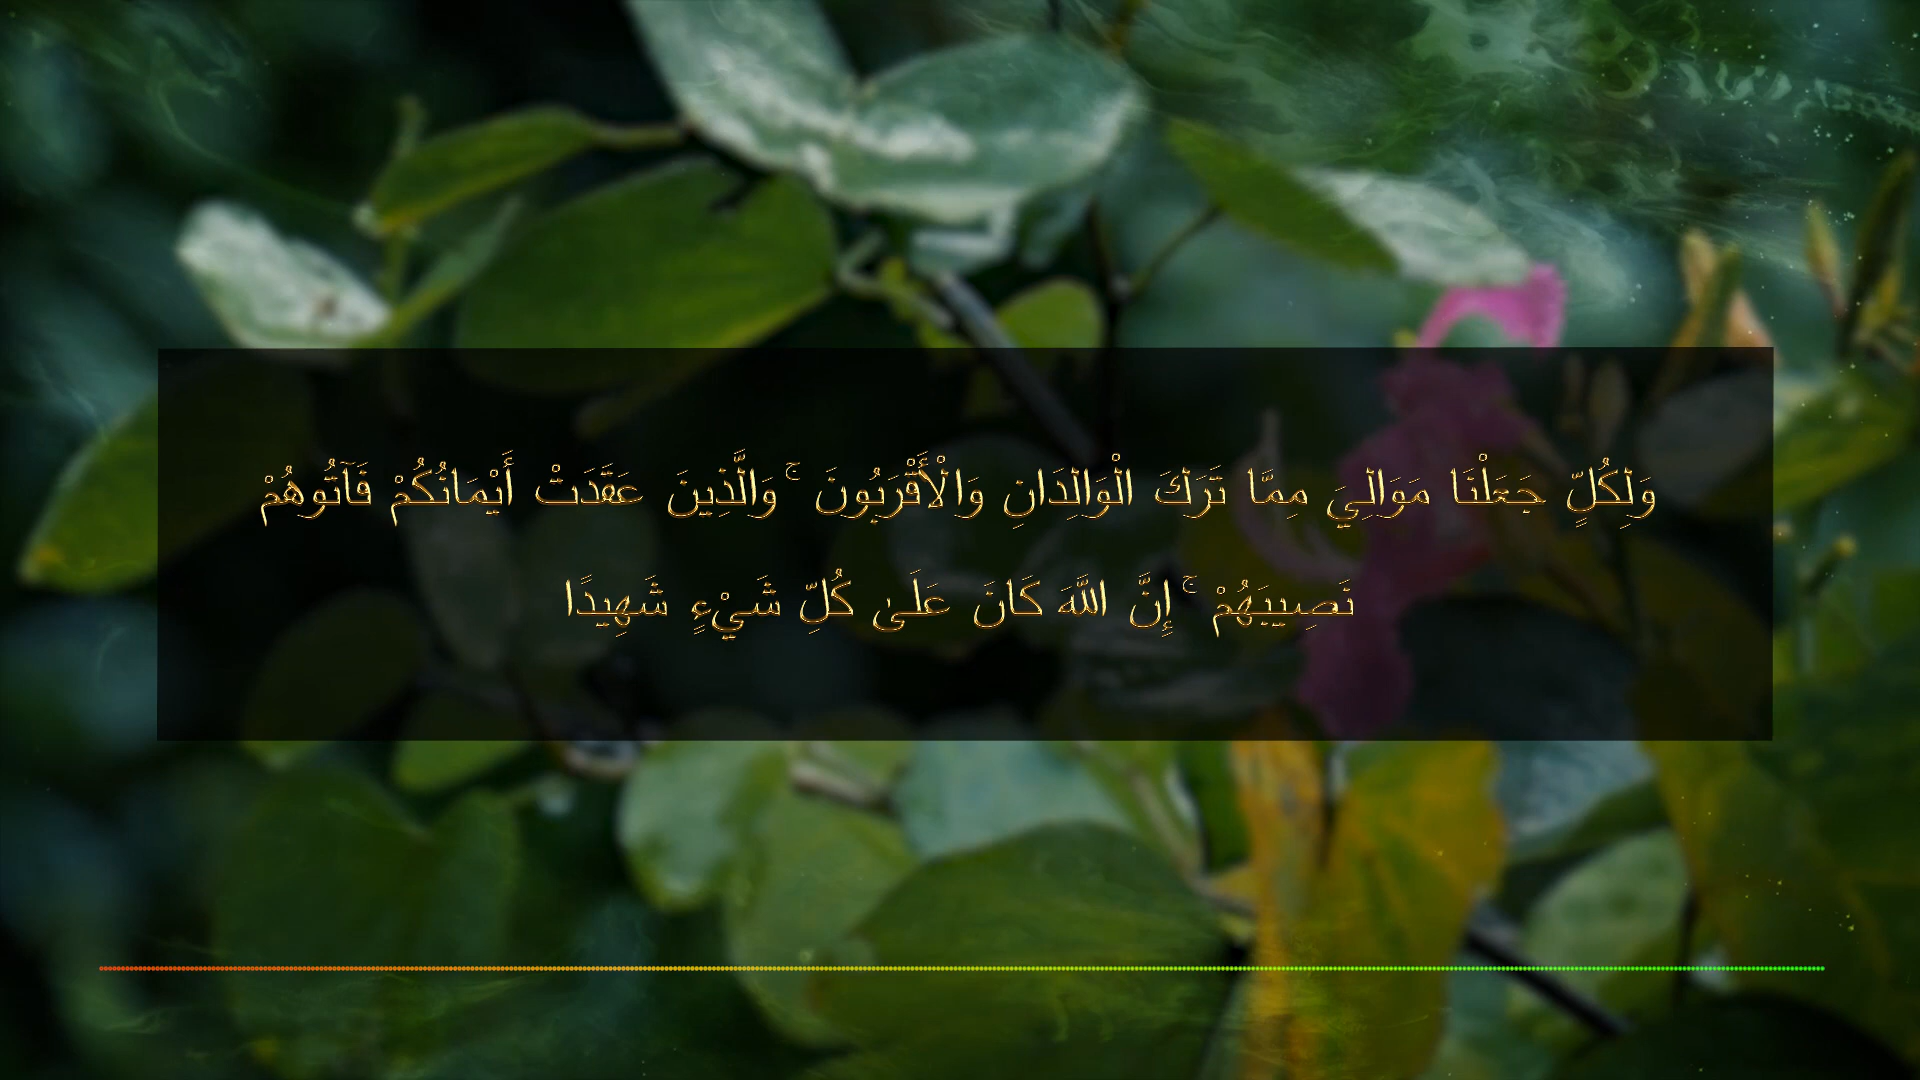 وَلِكُلٍّ جَعَلْنَا مَوَالِيَ مِمَّا تَرَكَ الْوَالِدَانِ وَالْأَقْرَبُونَ ۚ وَالَّذِينَ عَقَدَتْ أَيْمَانُكُمْ فَآتُوهُمْ
نَصِيبَهُمْ ۚ إِنَّ اللَّهَ كَانَ عَلَىٰ كُلِّ شَيْءٍ شَهِيدًا